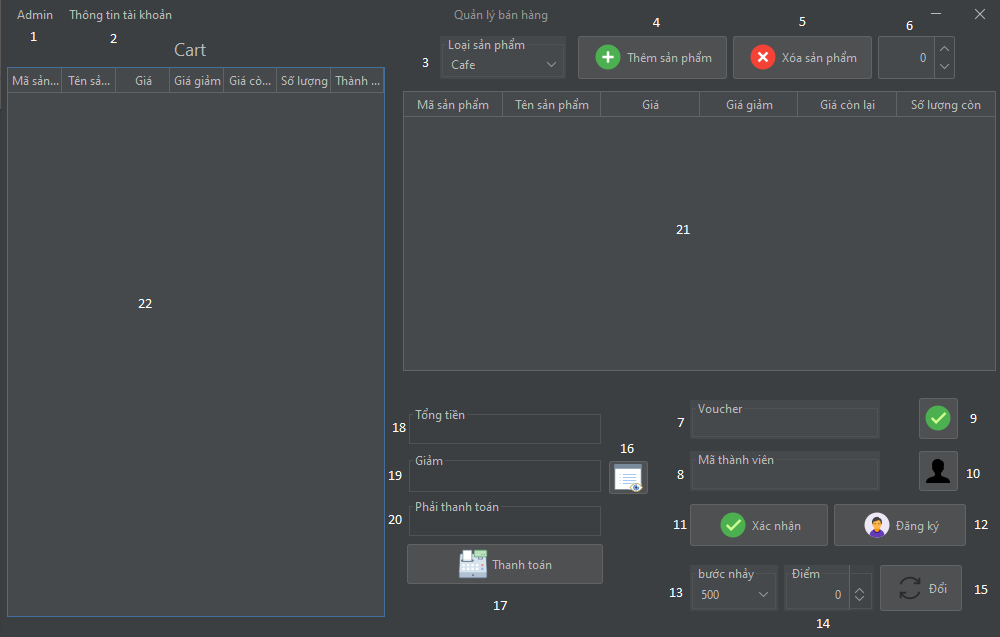 Admin Thông tin tài khoản Quản lý bán hàng
1 2 Cart
3 Loại sản phẩm
Cafe
4 Thêm sản phẩm
5 Xóa sản phẩm
6 0
Mã sản... Tên sả... Giá Giá giảm Giá cò... Số lượng Thành ...
22
Mã sản phẩm Tên sản phẩm Giá Giá giảm Giá còn lại Số lượng còn
21
18 Tổng tiền
19 Giảm
16
20 Phải thanh toán
Thanh toán
17
7 Voucher
9
8 Mã thành viên
10
11 Xác nhận
Đăng ký 12
13 bước nhảy
500
Điểm
0
14
Đổi 15